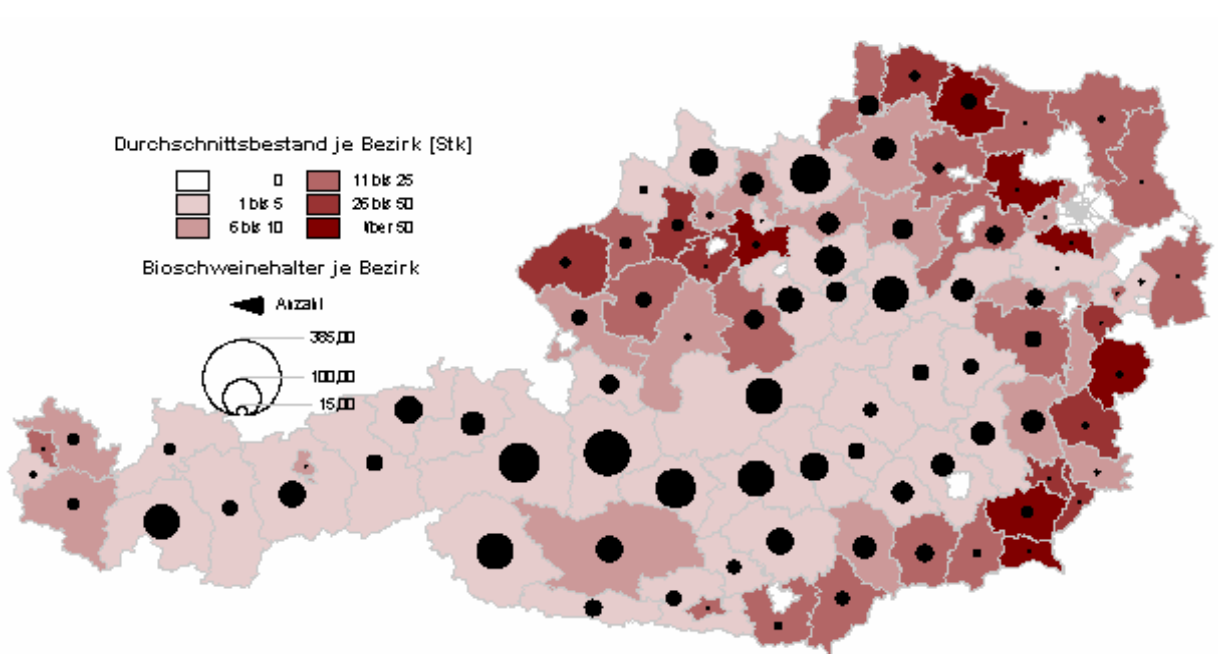 Durchschnittsbestand je Bezirk [Stk]
0
1 bis 5
6 bis 10
11 bis 25
26 bis 50
über 50
Bioschweinehalter je Bezirk
Anzahl
385,00
100,00
15,00